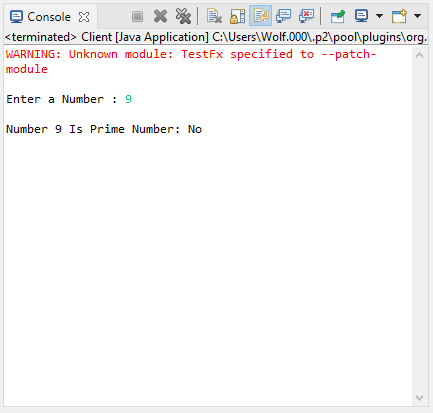 Console
<terminated> Client [Java Application] C:\Users\Wolf.000\.p2\pool\plugins\org.
WARNING: Unknown module: TestFx specified to --patch-
module
Enter a Number : 9
Number 9 Is Prime Number: No